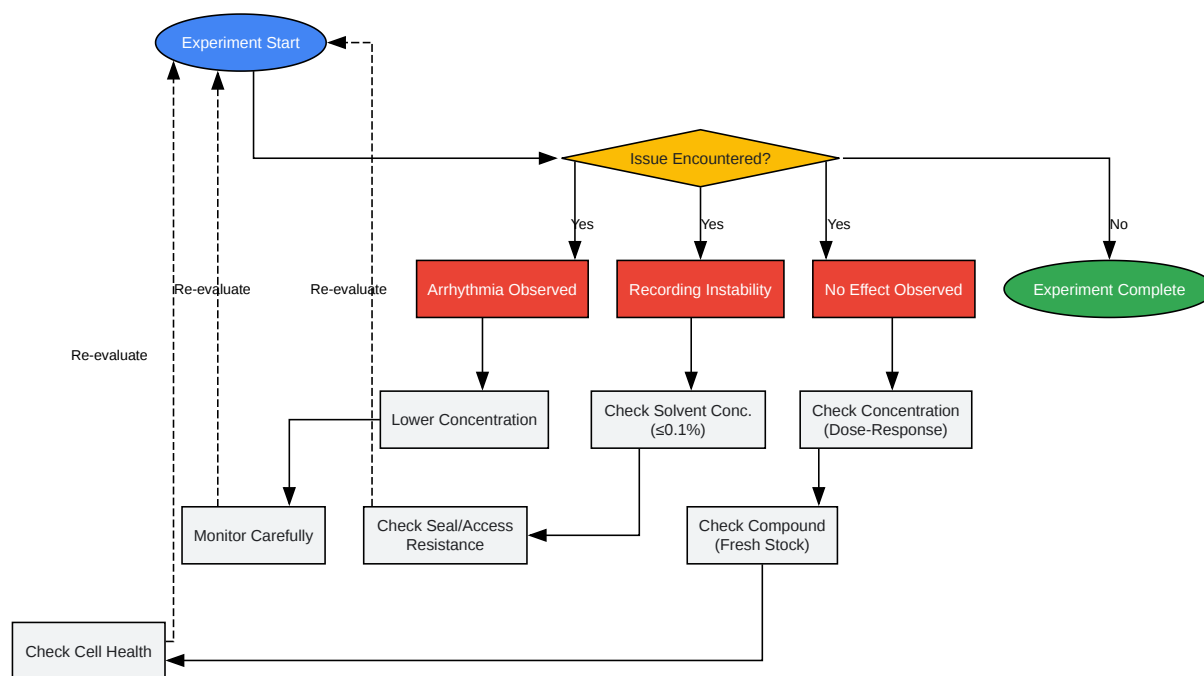 Experiment Start
Issue Encountered?
Yes
Yes
Yes
No
Re-evaluate
Re-evaluate
Arrhythmia Observed
Recording Instability
No Effect Observed
Experiment Complete
Re-evaluate
Lower Concentration
Check Solvent Conc.
(≤0.1%)
Check Concentration
(Dose-Response)
Monitor Carefully
Check Seal/Access
Resistance
Check Compound
(Fresh Stock)
Check Cell Health